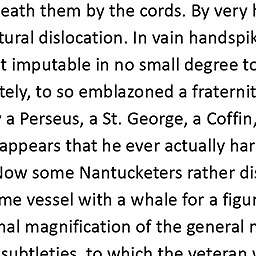 eath them by the cords. By very h
tural dislocation. In vain handspik
t imputable in no small degree to
tely, to so emblazoned a fraternit
a Perseus, a St. George, a Coffin,
appears that he ever actually har
Now some Nantucketers rather dis
me vessel with a whale for a figur
nal magnification of the general
subtleties, to which the veteran